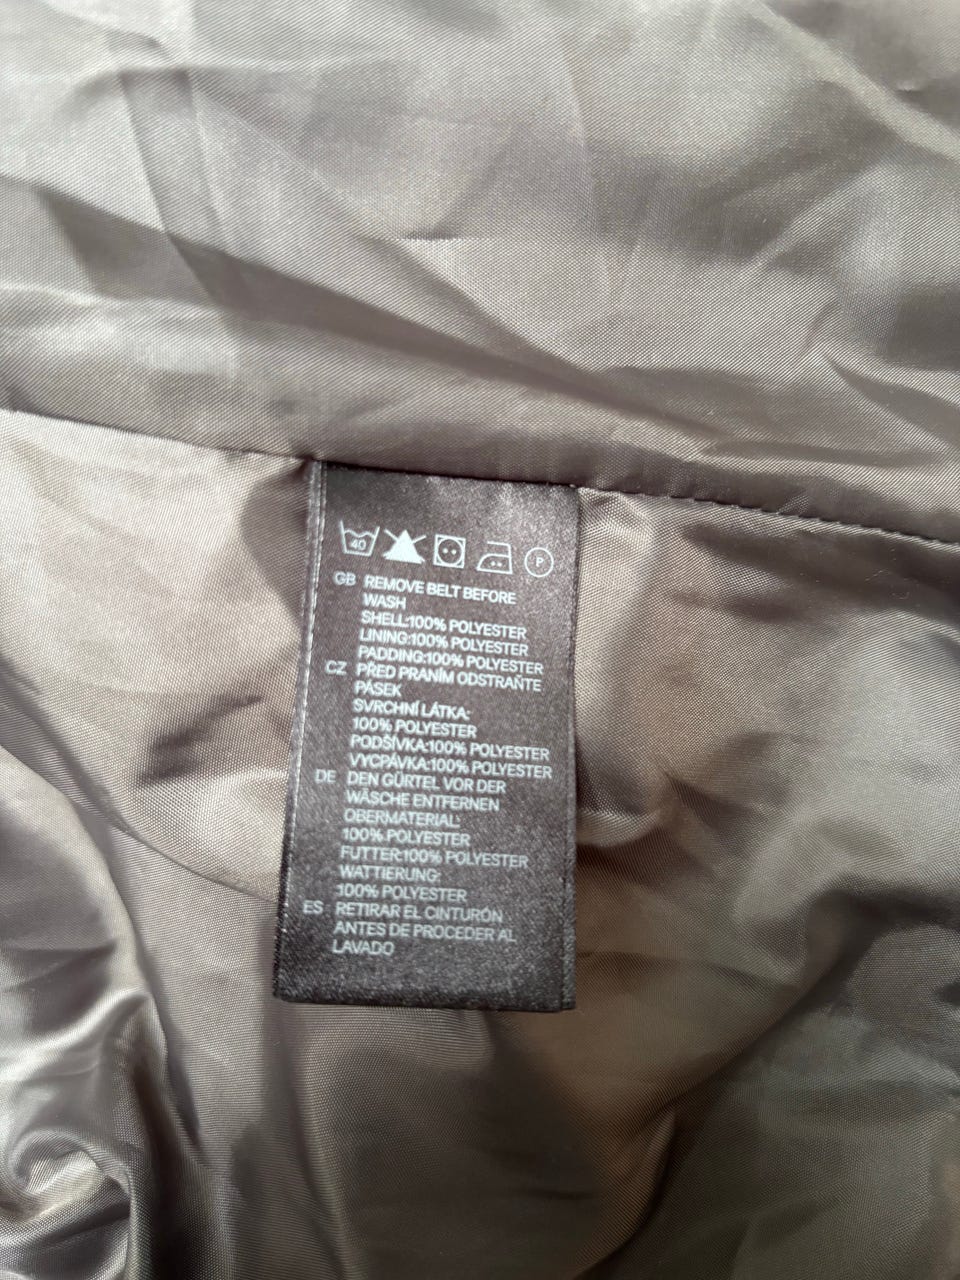 40
P
GB REMOVE BELT BEFORE
WASH
SHELL:100% POLYESTER
LINING:100% POLYESTER
PADDING:100% POLYESTER
CZ PŘED PRANÍM ODSTRAŇTE
PÁSEK
SVRCHNÍ LÁTKA:
100% POLYESTER
PODŠÍVKA:100% POLYESTER
VYCPÁVKA:100% POLYESTER
DE DEN GÜRTEL VOR DER
WÄSCHE ENTFERNEN
OBERMATERIAL:
100% POLYESTER
FUTTER:100% POLYESTER
WATTIERUNG:
100% POLYESTER
ES RETIRAR EL CINTURÓN
ANTES DE PROCEDER AL
LAVADO